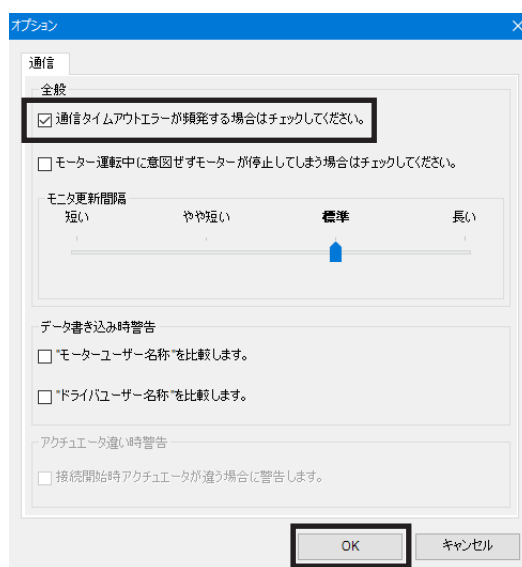 オプション
通信
全般
通信タイムアウトエラーが頻発する場合はチェックしてください。
モーター運転中に意図せずモーターが停止してしまう場合はチェックしてください。
モニタ更新間隔
短い やや短い 標準 長い
データ書き込み時警告
"モーターユーザー名称"を比較します。
"ドライバユーザー名称"を比較します。
アクチュエータ違い時警告
接続開始時アクチュエータが違う場合に警告します。
OK キャンセル